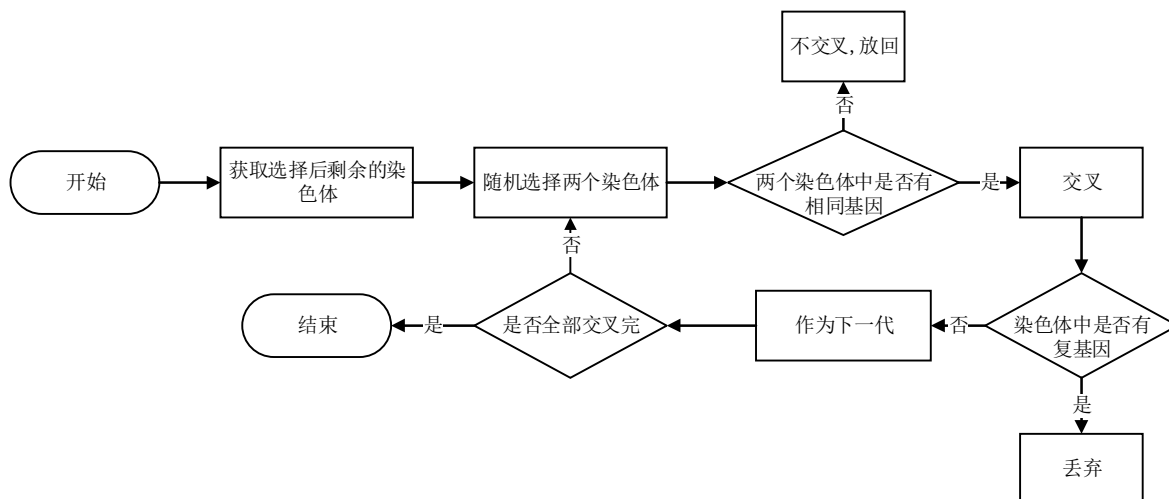 不交叉,放回
否
开始
获取选择后剩余的染
色体
随机选择两个染色体
两个染色体中是否有
相同基因
是
交叉
否
结束
是
是否全部交叉完
作为下一代
否
染色体中是否有
复基因
是
丢弃